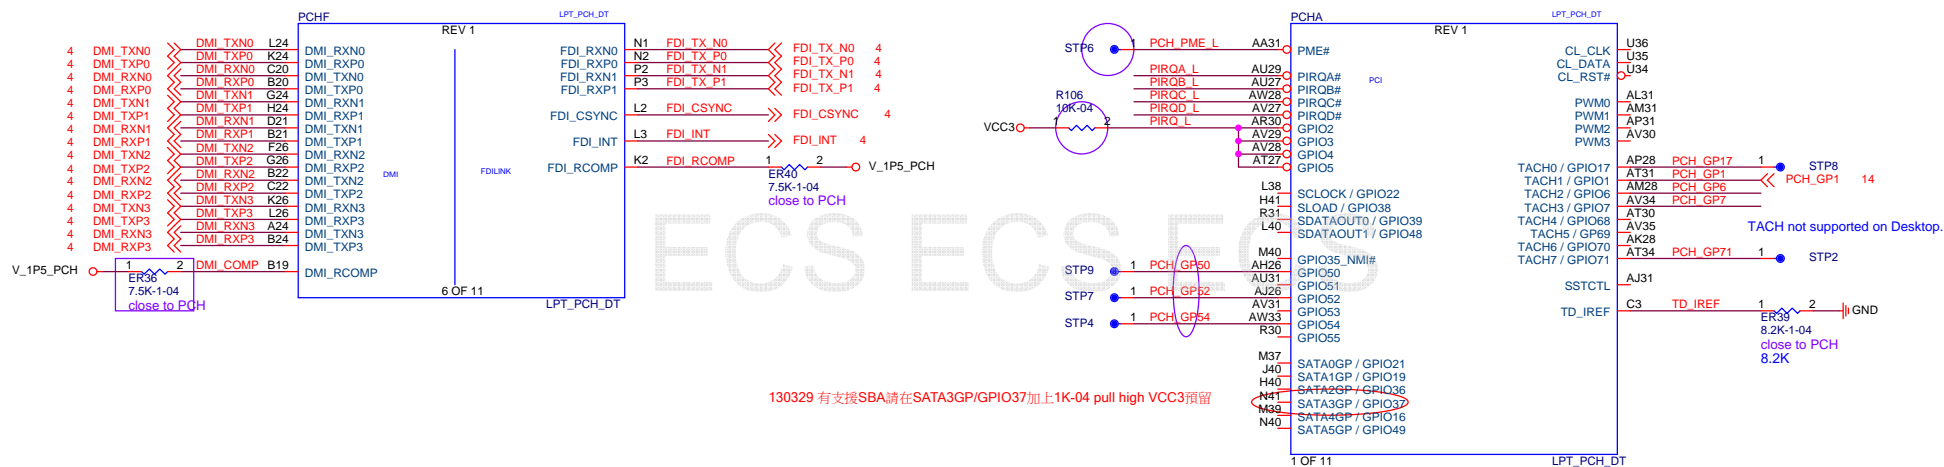 PCHF LPT_PCH_DT
REV 1
4 DMI_TXN0 DMI_TXN0 L24 DMI_RXN0
4 DMI_TXP0 DMI_TXP0 K24 DMI_RXP0
4 DMI_RXN0 DMI_RXN0 C20 DMI_TXN0
4 DMI_RXP0 DMI_RXP0 B20 DMI_TXP0
4 DMI_TXN1 DMI_TXN1 G24 DMI_RXN1
4 DMI_TXP1 DMI_TXP1 H24 DMI_RXP1
4 DMI_RXN1 DMI_RXN1 D21 DMI_TXN1
4 DMI_RXP1 DMI_RXP1 B21 DMI_TXP1
4 DMI_TXN2 DMI_TXN2 F26 DMI_RXN2
4 DMI_TXP2 DMI_TXP2 G26 DMI_RXP2
4 DMI_RXN2 DMI_RXN2 B22 DMI_TXN2
4 DMI_RXP2 DMI_RXP2 C22 DMI_TXP2
4 DMI_TXN3 DMI_TXN3 K26 DMI_RXN3
4 DMI_TXP3 DMI_TXP3 L26 DMI_RXP3
4 DMI_RXN3 DMI_RXN3 A24 DMI_TXN3
4 DMI_RXP3 DMI_RXP3 B24 DMI_TXP3
V_1P5_PCH 1 2 DMI_COMP B19 DMI_RCOMP
ER36
7.5K-1-04
close to PCH
DMI
FDILINK
FDI_RXN0 N1 FDI_TX_N0 FDI_TX_N0 4
FDI_RXP0 N2 FDI_TX_P0 FDI_TX_P0 4
FDI_RXN1 P2 FDI_TX_N1 FDI_TX_N1 4
FDI_RXP1 P3 FDI_TX_P1 FDI_TX_P1 4
FDI_CSYNC L2 FDI_CSYNC FDI_CSYNC 4
FDI_INT L3 FDI_INT FDI_INT 4
FDI_RCOMP K2 FDI_RCOMP 1 2 V_1P5_PCH
ER40
7.5K-1-04
close to PCH
6 OF 11
LPT_PCH_DT
ECS ECS ECS
PCHA LPT_PCH_DT
REV 1
PCI
STP6 1 PCH_PME_L AA31 PME#
PIRQA_L AU29 PIRQA#
PIRQB_L AU27 PIRQB#
PIRQC_L AW28 PIRQC#
PIRQD_L AV27 PIRQD#
R106
10K-04
VCC3 1 2 PIRQ_L AR30 GPIO2
AV29 GPIO3
AV28 GPIO4
AT27 GPIO5
L38 SCLOCK / GPIO22
H41 SLOAD / GPIO38
R31 SDATAOUT0 / GPIO39
L40 SDATAOUT1 / GPIO48
M40 GPIO35_NMI#
STP9 1 PCH_GP50 AH26 GPIO50
AU31 GPIO51
STP7 1 PCH_GP52 AJ26 GPIO52
AV31 GPIO53
STP4 1 PCH_GP54 AW33 GPIO54
R30 GPIO55
M37 SATA0GP / GPIO21
J40 SATA1GP / GPIO19
H40 SATA2GP / GPIO36
N41 SATA3GP / GPIO37
M39 SATA4GP / GPIO16
N40 SATA5GP / GPIO49
130329 有支援SBA請在SATA3GP/GPIO37加上1K-04 pull high VCC3預留
CL_CLK U36
CL_DATA U35
CL_RST# U34
PWM0 AL31
PWM1 AM31
PWM2 AP31
PWM3 AV30
TACH0 / GPIO17 AP28 PCH_GP17 1 STP8
TACH1 / GPIO1 AT31 PCH_GP1 PCH_GP1 14
TACH2 / GPIO6 AM28 PCH_GP6
TACH3 / GPIO7 AV34 PCH_GP7
TACH4 / GPIO68 AT30
TACH5 / GP69 AV35
TACH6 / GPIO70 AK28
TACH7 / GPIO71 AT34 PCH_GP71 1 STP2
TACH not supported on Desktop.
SSTCTL AJ31
TD_IREF C3 TD_IREF 1 2 GND
ER39
8.2K-1-04
close to PCH
8.2K
1 OF 11
LPT_PCH_DT